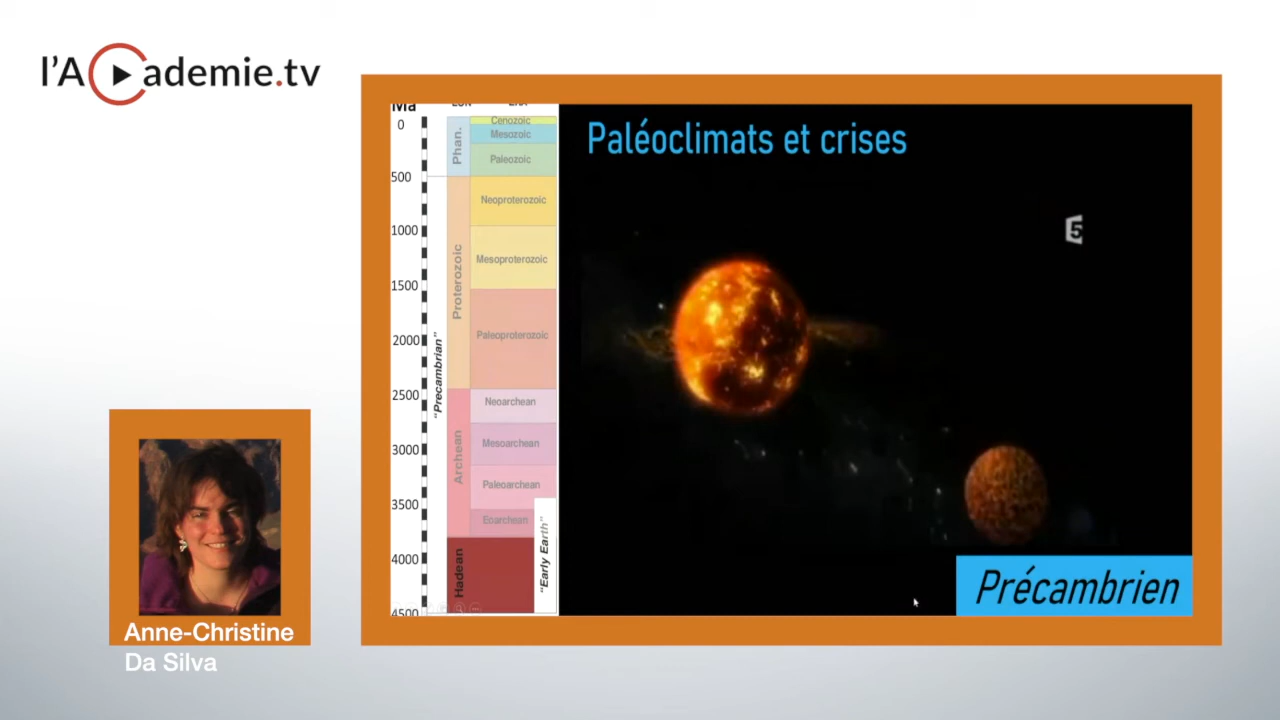 l'Academie.tv
Paléoclimats et crises
Ma
0
500
1000
1500
2000
2500
3000
3500
4000
4500
"Precambrian"
Phan.
Proterozoic
Archean
Hadean
Cenozoic
Mesozoic
Paleozoic
Neoproterozoic
Mesoproterozoic
Paleoproterozoic
Neoarchean
Mesoarchean
Paleoarchean
Eoarchean
"Early Earth"
5
Précambrien
Anne-Christine
Da Silva